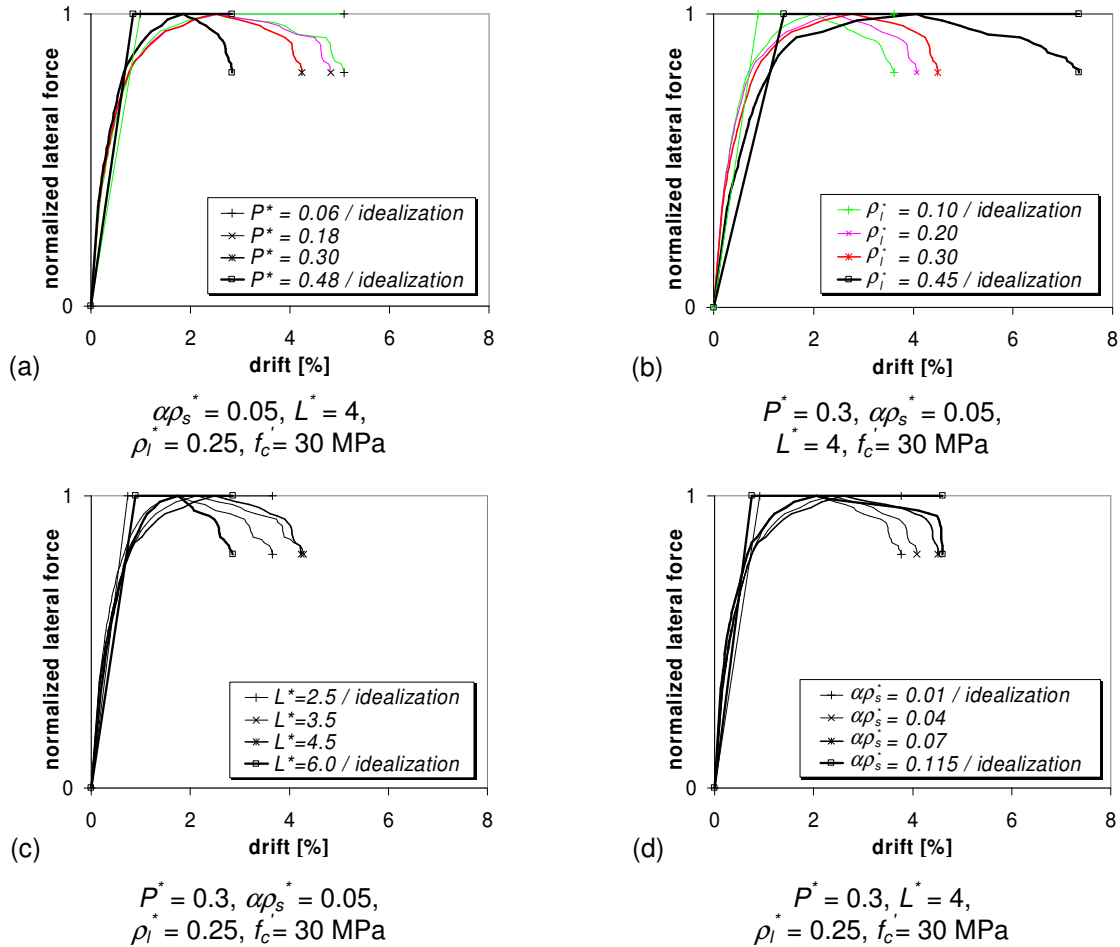 1
normalized lateral force
P* = 0.06 / idealization
P* = 0.18
P* = 0.30
P* = 0.48 / idealization
0
0 2 4 6 8
drift [%]
(a)
αρs* = 0.05, L* = 4,
ρl* = 0.25, fc' = 30 MPa
1
normalized lateral force
ρl* = 0.10 / idealization
ρl* = 0.20
ρl* = 0.30
ρl* = 0.45 / idealization
0
0 2 4 6 8
drift [%]
(b)
P* = 0.3, αρs* = 0.05,
L* = 4, fc' = 30 MPa
1
normalized lateral force
L*=2.5 / idealization
L*=3.5
L*=4.5
L*=6.0 / idealization
0
0 2 4 6 8
drift [%]
(c)
P* = 0.3, αρs* = 0.05,
ρl* = 0.25, fc' = 30 MPa
1
normalized lateral force
αρs* = 0.01 / idealization
αρs* = 0.04
αρs* = 0.07
αρs* = 0.115 / idealization
0
0 2 4 6 8
drift [%]
(d)
P* = 0.3, L* = 4,
ρl* = 0.25, fc' = 30 MPa